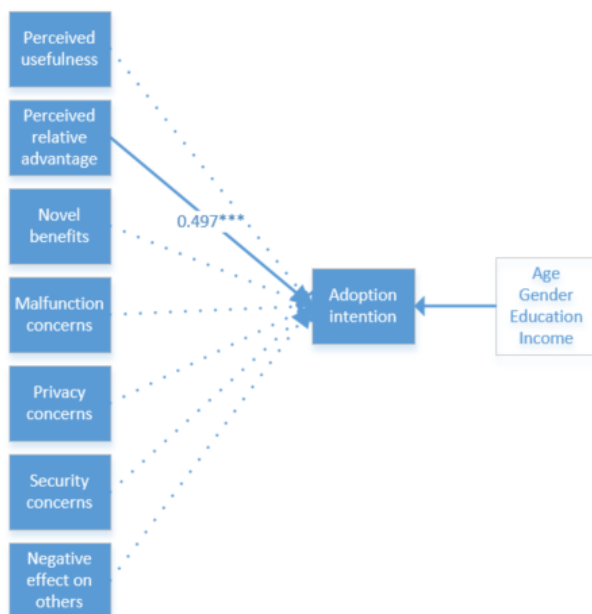 Perceived
usefulness
Perceived
relative
advantage
0.497***
Novel
benefits
Malfunction
concerns
Adoption
intention
Age
Gender
Education
Income
Privacy
concerns
Security
concerns
Negative
effect on
others